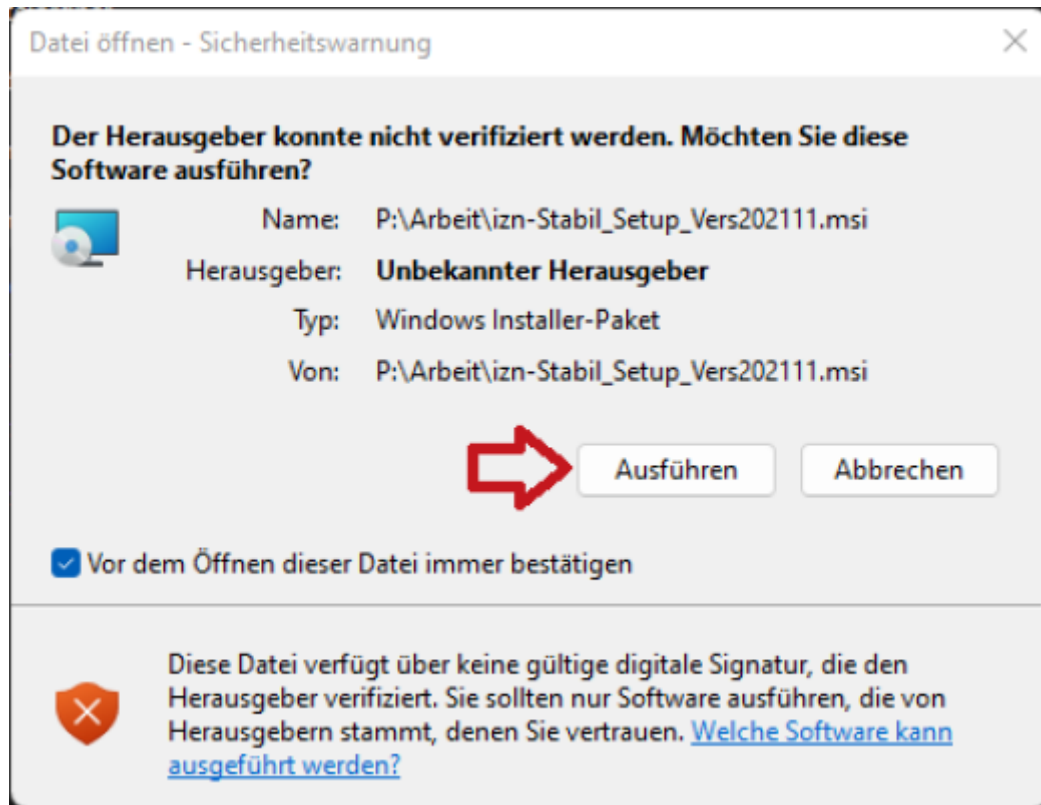 Datei öffnen - Sicherheitswarnung
Der Herausgeber konnte nicht verifiziert werden. Möchten Sie diese
Software ausführen?
Name: P:\Arbeit\izn-Stabil_Setup_Vers202111.msi
Herausgeber: Unbekannter Herausgeber
Typ: Windows Installer-Paket
Von: P:\Arbeit\izn-Stabil_Setup_Vers202111.msi
Ausführen Abbrechen
Vor dem Öffnen dieser Datei immer bestätigen
Diese Datei verfügt über keine gültige digitale Signatur, die den
Herausgeber verifiziert. Sie sollten nur Software ausführen, die von
Herausgebern stammt, denen Sie vertrauen. Welche Software kann
ausgeführt werden?